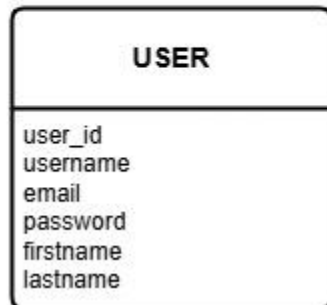 USER
user_id
username
email
password
firstname
lastname